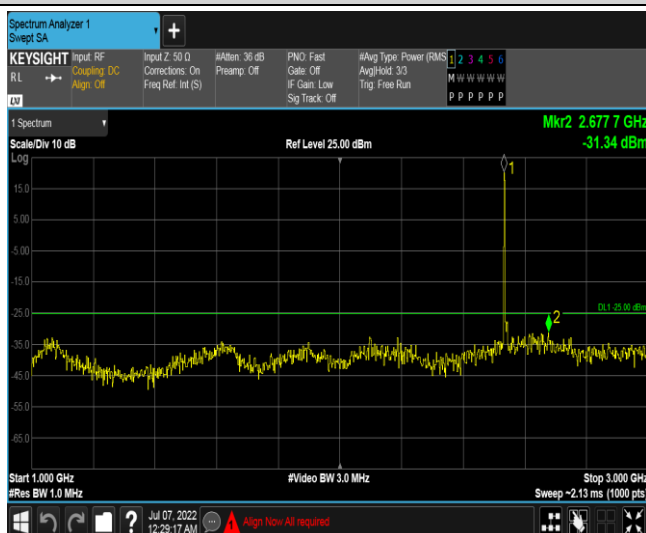 Spectrum Analyzer 1
Swept SA
+
KEYSIGHT
RL
LXI
Input: RF
Coupling: DC
Align: Off
Input Z: 50 Ω
Corrections: On
Freq Ref: Int (S)
#Atten: 36 dB
Preamp: Off
PNO: Fast
Gate: Off
IF Gain: Low
Sig Track: Off
#Avg Type: Power (RMS
Avg|Hold: 3/3
Trig: Free Run
1 2 3 4 5 6
M W W W W W
P P P P P P
1 Spectrum
Mkr2 2.677 7 GHz
Scale/Div 10 dB
Ref Level 25.00 dBm
-31.34 dBm
Log
1
15.0
5.00
-5.00
-15.0
-25.0
DL1 -25.00 dBm
2
-35.0
-45.0
-55.0
-65.0
Start 1.000 GHz
#Video BW 3.0 MHz
Stop 3.000 GHz
#Res BW 1.0 MHz
Sweep ~2.13 ms (1000 pts)
?
Jul 07, 2022
12:29:17 AM
Align Now All required